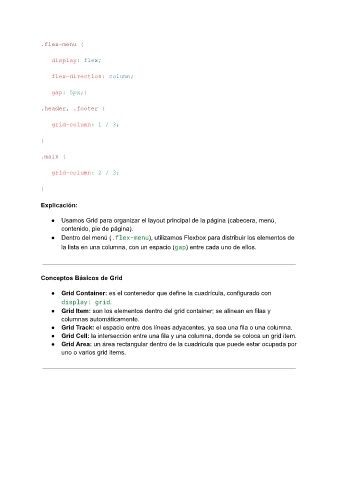 .flex-menu {
display: flex;
flex-direction: column;
gap: 5px;}
.header, .footer {
grid-column: 1 / 3;
}
.main {
grid-column: 2 / 3;
}
Explicación:
● Usamos Grid para organizar el layout principal de la página (cabecera, menú,
contenido, pie de página).
● Dentro del menú (.flex-menu), utilizamos Flexbox para distribuir los elementos de
la lista en una columna, con un espacio (gap) entre cada uno de ellos.
Conceptos Básicos de Grid
● Grid Container: es el contenedor que define la cuadrícula, configurado con
display: grid.
● Grid Item: son los elementos dentro del grid container; se alinean en filas y
columnas automáticamente.
● Grid Track: el espacio entre dos líneas adyacentes, ya sea una fila o una columna.
● Grid Cell: la intersección entre una fila y una columna, donde se coloca un grid item.
● Grid Area: un área rectangular dentro de la cuadrícula que puede estar ocupada por
uno o varios grid items.